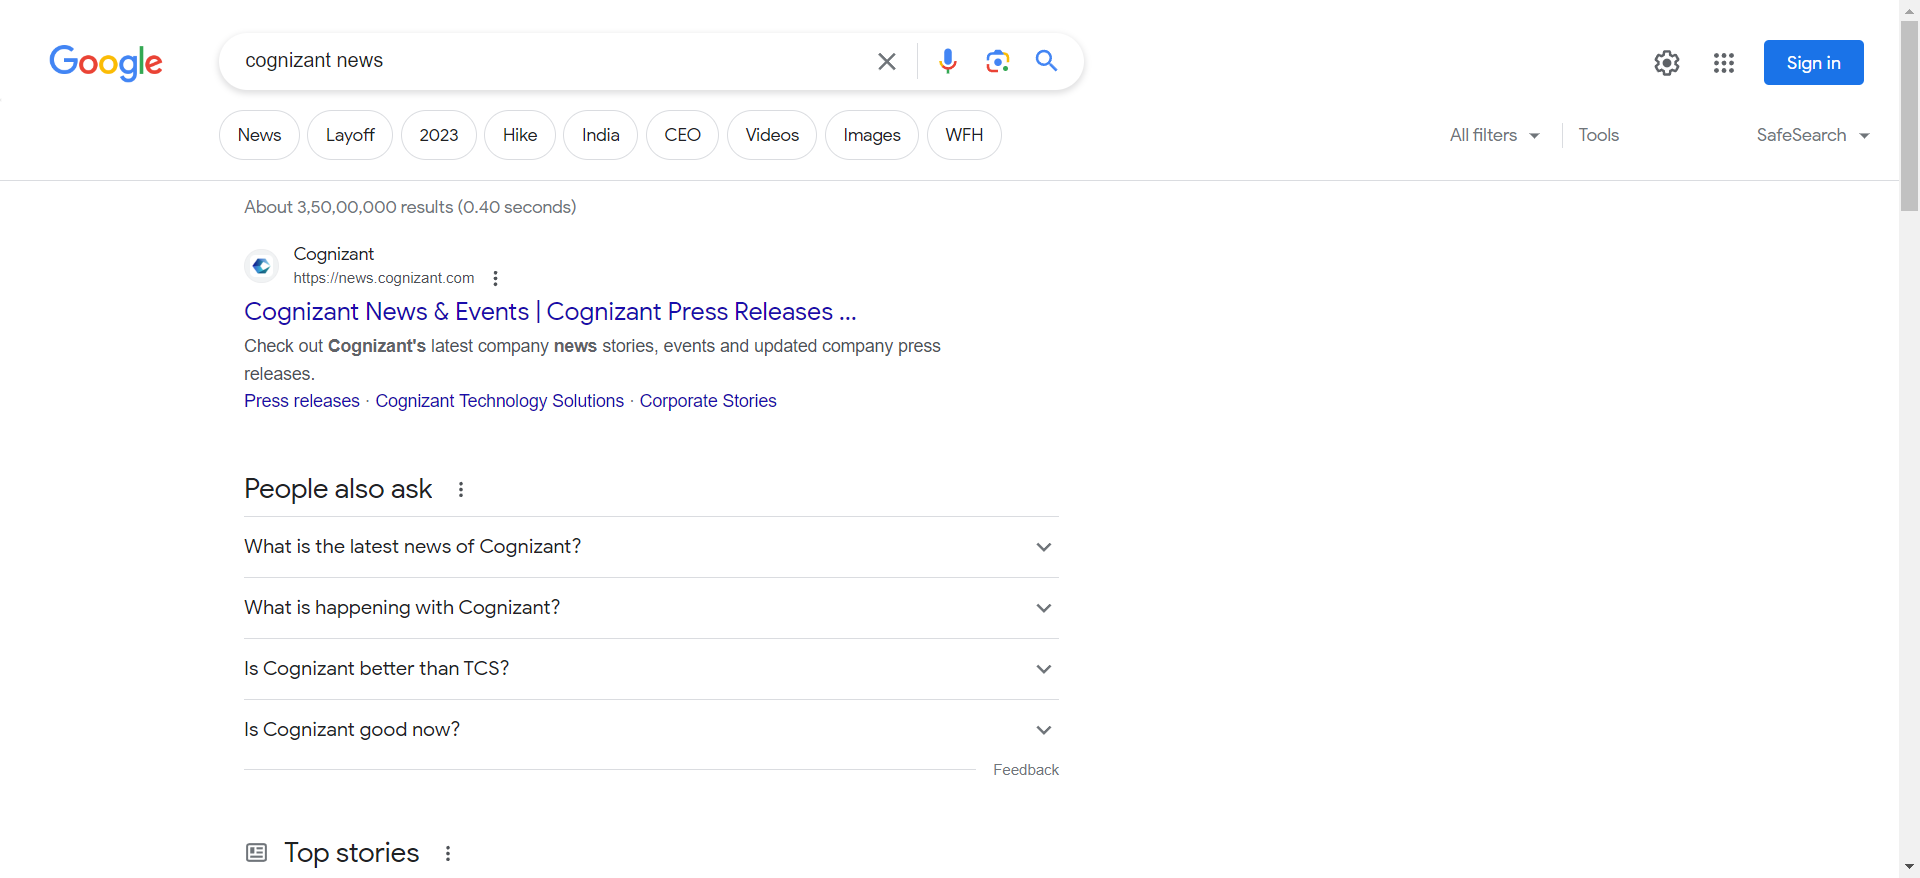 Google
cognizant news
Sign in
News Layoff 2023 Hike India CEO Videos Images WFH All filters Tools SafeSearch
About 3,50,00,000 results (0.40 seconds)
Cognizant
https://news.cognizant.com
Cognizant News & Events | Cognizant Press Releases ...
Check out Cognizant's latest company news stories, events and updated company press
releases.
Press releases · Cognizant Technology Solutions · Corporate Stories
People also ask
What is the latest news of Cognizant?
What is happening with Cognizant?
Is Cognizant better than TCS?
Is Cognizant good now?
Feedback
Top stories